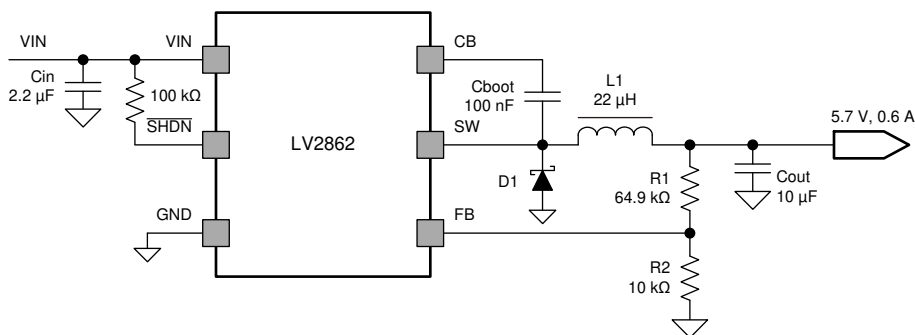 VIN
VIN
CB
Cin
2.2 µF
100 kΩ
SHDN
LV2862
Cboot
100 nF
SW
L1
22 µH
5.7 V, 0.6 A
D1
R1
64.9 kΩ
Cout
10 µF
GND
FB
R2
10 kΩ